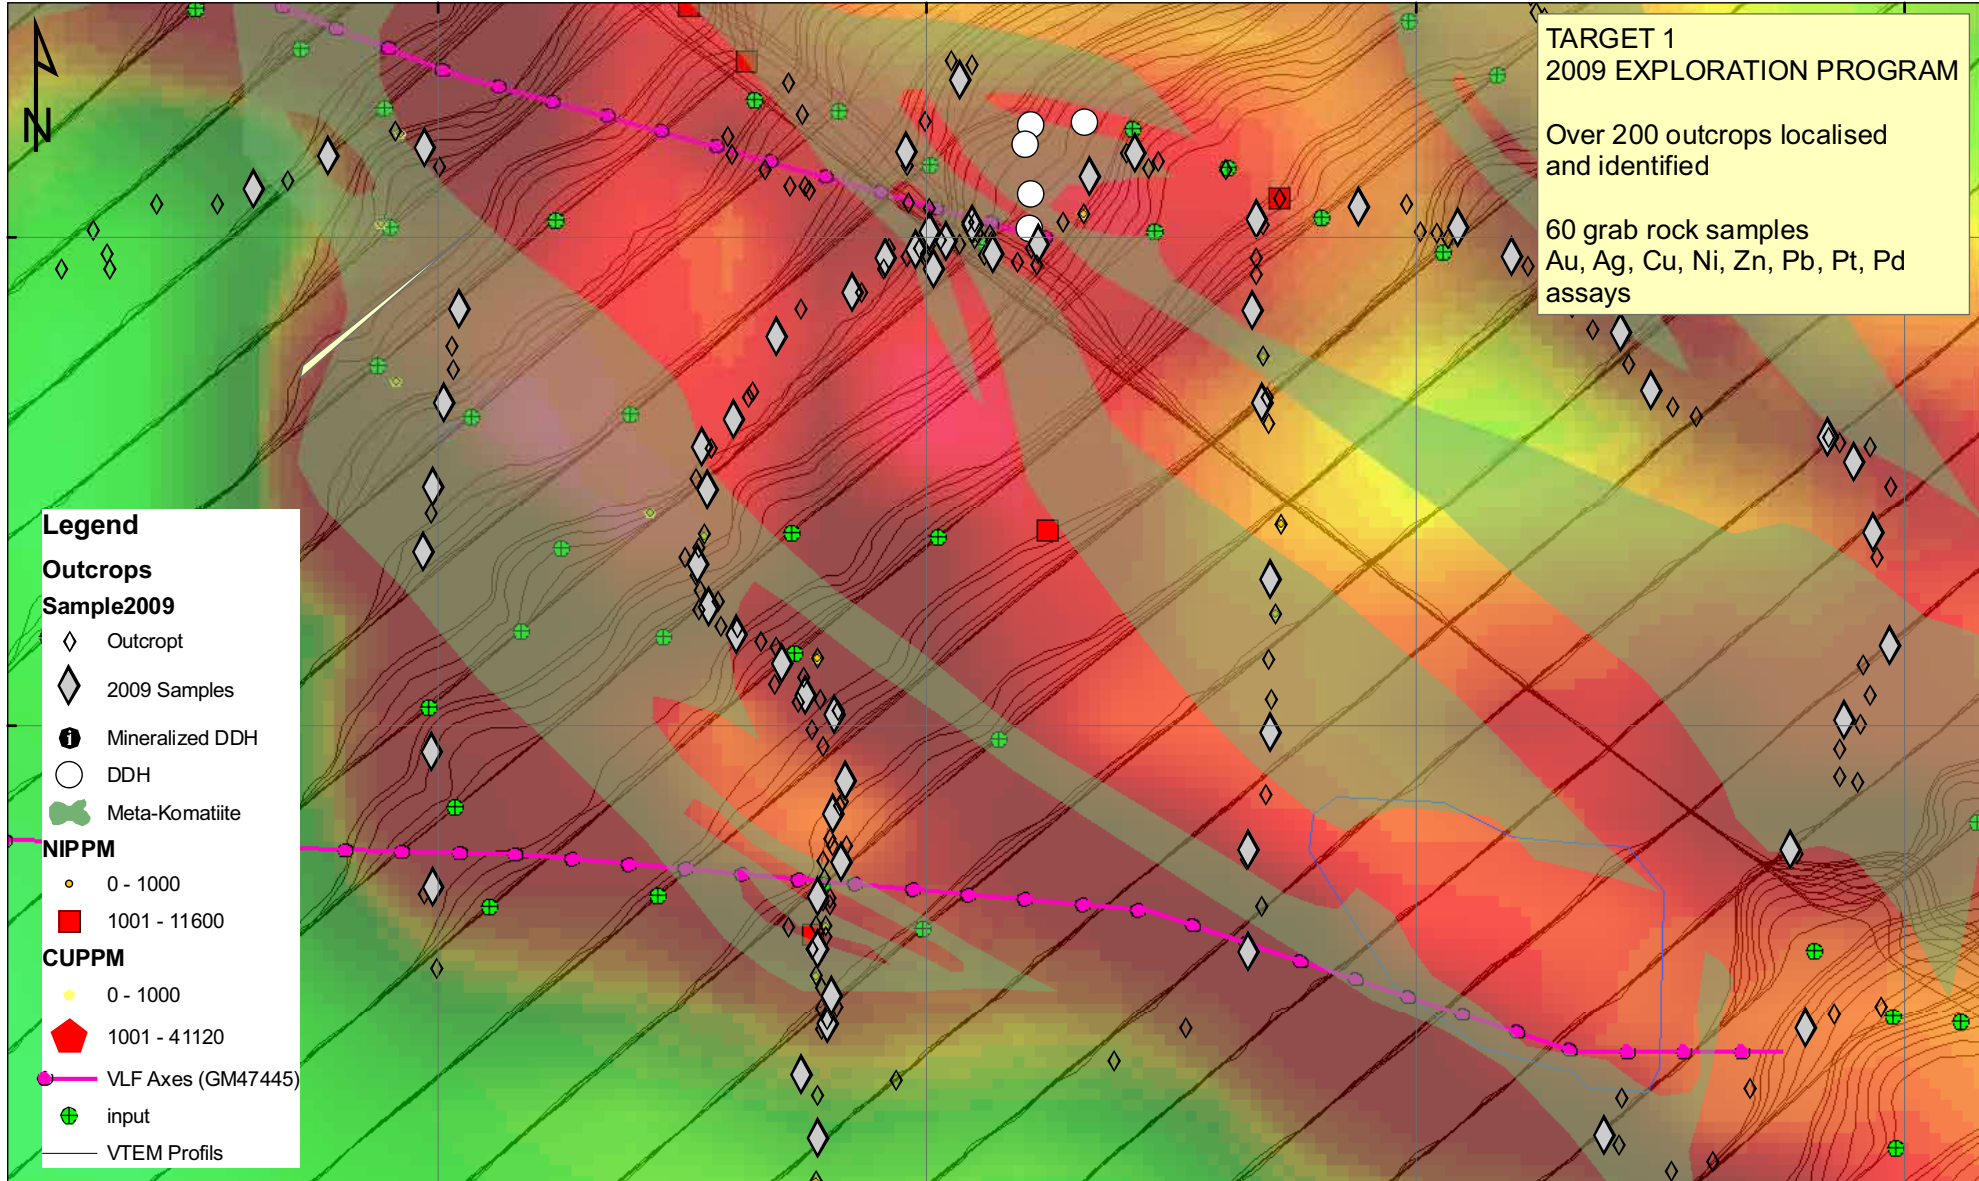 N
TARGET 1
2009 EXPLORATION PROGRAM
Over 200 outcrops localised
and identified
60 grab rock samples
Au, Ag, Cu, Ni, Zn, Pb, Pt, Pd
assays
Legend
Outcrops
Sample2009
Outcropt
2009 Samples
Mineralized DDH
DDH
Meta-Komatiite
NIPPM
0 - 1000
1001 - 11600
CUPPM
0 - 1000
1001 - 41120
VLF Axes (GM47445)
input
VTEM Profils